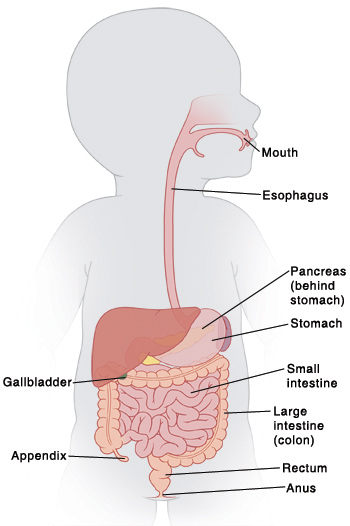 Mouth
Esophagus
Pancreas
(behind
stomach)
Stomach
Gallbladder
Small
intestine
Large
intestine
(colon)
Appendix
Rectum
Anus